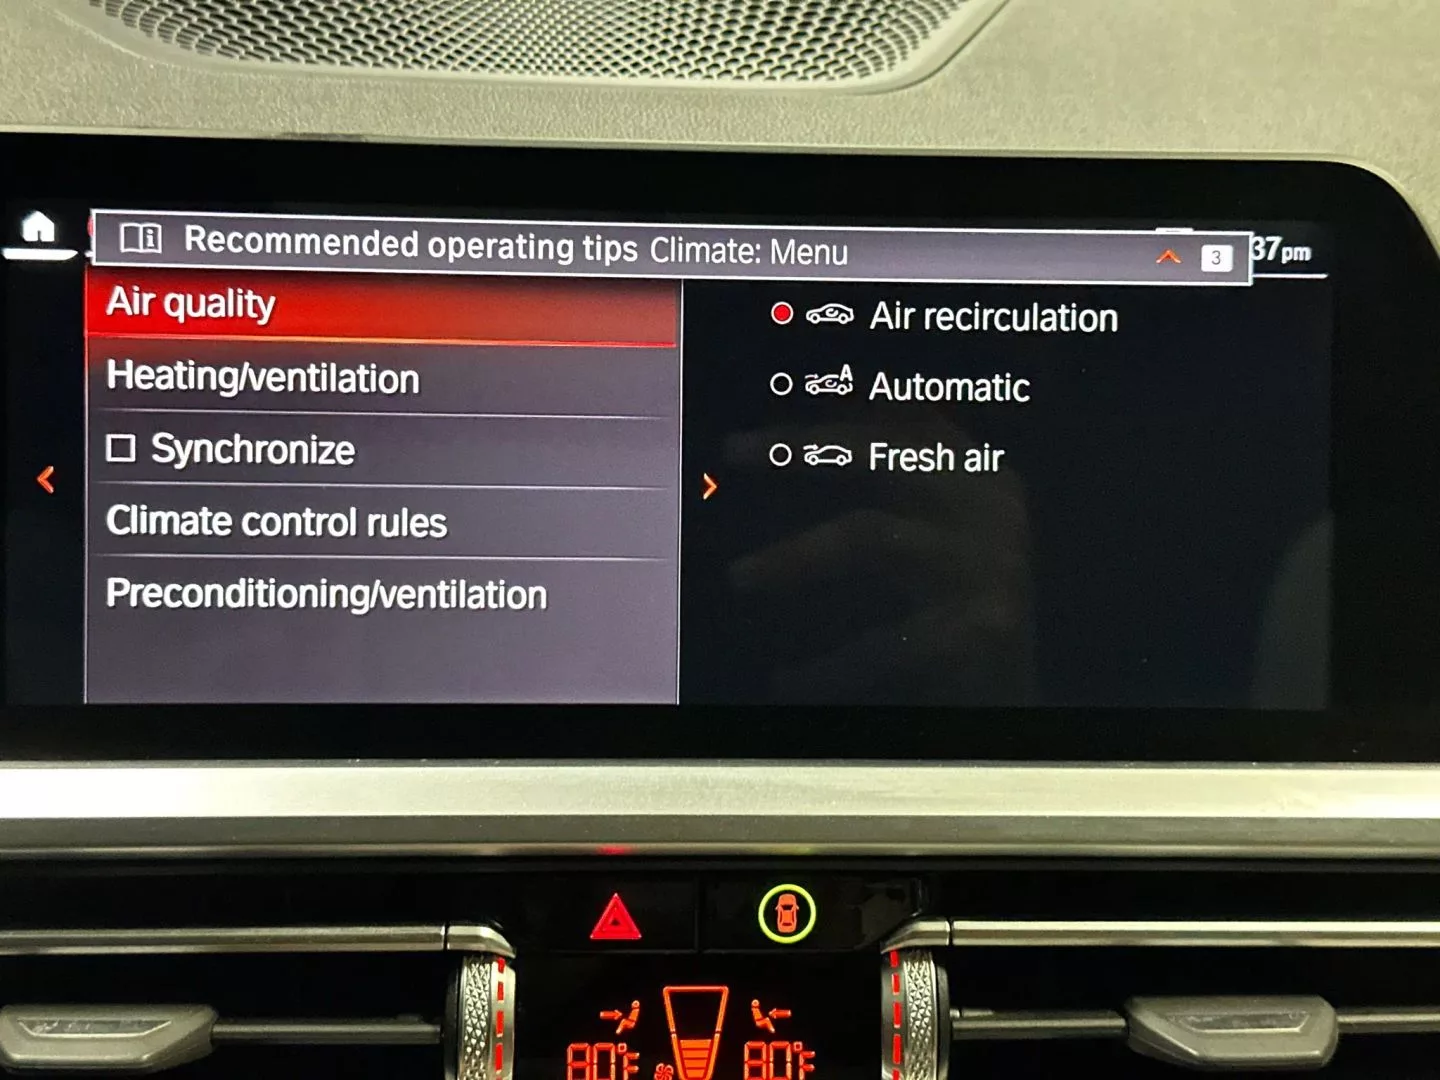 Recommended operating tips Climate: Menu
3
37pm
Air quality
Heating/ventilation
Synchronize
Climate control rules
Preconditioning/ventilation
Air recirculation
A
Automatic
Fresh air
80°F
80°F